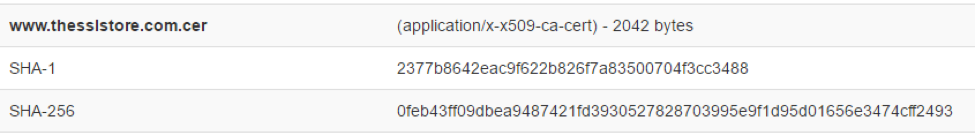 www.thesslstore.com.cer (application/x-x509-ca-cert) - 2042 bytes
SHA-1 2377b8642eac9f622b826f7a83500704f3cc3488
SHA-256 0feb43ff09dbea9487421fd3930527828703995e9f1d95d01656e3474cff2493